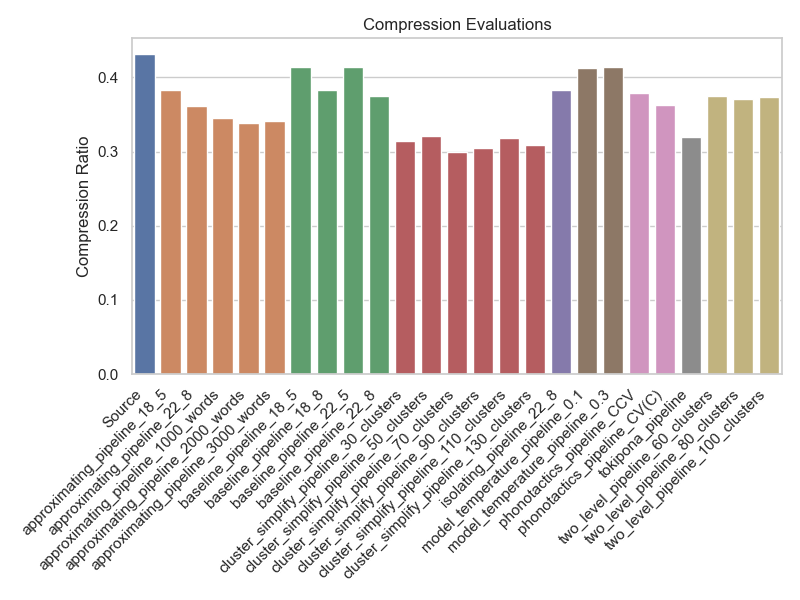 Compression Evaluations
Compression Ratio
0.4
0.3
0.2
0.1
0.0
Source
approximating_pipeline_18_5
approximating_pipeline_22_8
approximating_pipeline_1000_words
approximating_pipeline_2000_words
approximating_pipeline_3000_words
baseline_pipeline_18_5
baseline_pipeline_18_8
baseline_pipeline_22_5
baseline_pipeline_22_8
cluster_simplify_pipeline_30_clusters
cluster_simplify_pipeline_50_clusters
cluster_simplify_pipeline_70_clusters
cluster_simplify_pipeline_90_clusters
cluster_simplify_pipeline_110_clusters
cluster_simplify_pipeline_130_clusters
isolating_pipeline_22_8
model_temperature_pipeline_0.1
model_temperature_pipeline_0.3
phonotactics_pipeline_CCV
phonotactics_pipeline_CV(C)
tokipona_pipeline
two_level_pipeline_60_clusters
two_level_pipeline_80_clusters
two_level_pipeline_100_clusters